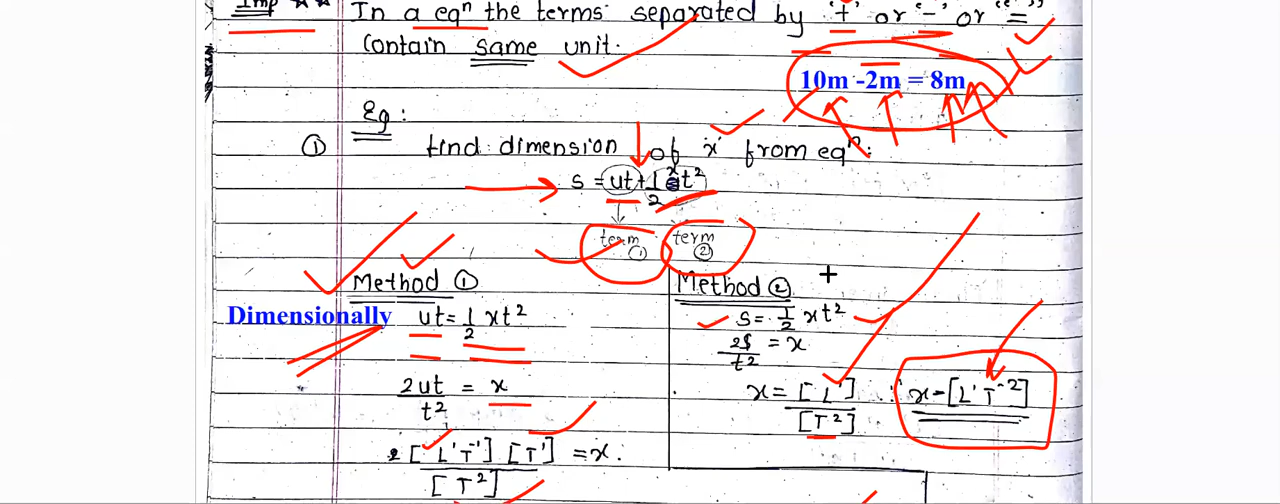 Imp **
In a eqn the terms separated by '+' or '-' or "="
contain same unit.
10m -2m = 8m
Eg:
① find dimension of 'x' from eqn:
s = ut + 1/2 xt²
term ① term ②
Method ①
Dimensionally ut = 1/2 xt²
2ut/t² = x
2[L¹T⁻¹][T¹]/[T²] = x.
Method ②
s = 1/2 xt²
2s/t² = x
x = [L¹]/[T²] ∴ x = [L¹T⁻²]